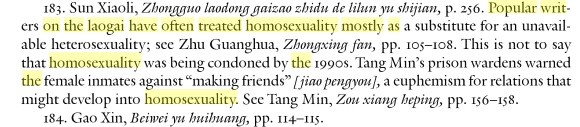 183. Sun Xiaoli, Zhongguo laodong gaizao zhidu de lilun yu shijian, p. 256. Popular writ-
ers on the laogai have often treated homosexuality mostly as a substitute for an unavail-
able heterosexuality; see Zhu Guanghua, Zhongxing fan, pp. 105–108. This is not to say
that homosexuality was being condoned by the 1990s. Tang Min's prison wardens warned
the female inmates against "making friends" [jiao pengyou], a euphemism for relations that
might develop into homosexuality. See Tang Min, Zou xiang heping, pp. 156–158.
184. Gao Xin, Beiwei yu huihuang, pp. 114–115.